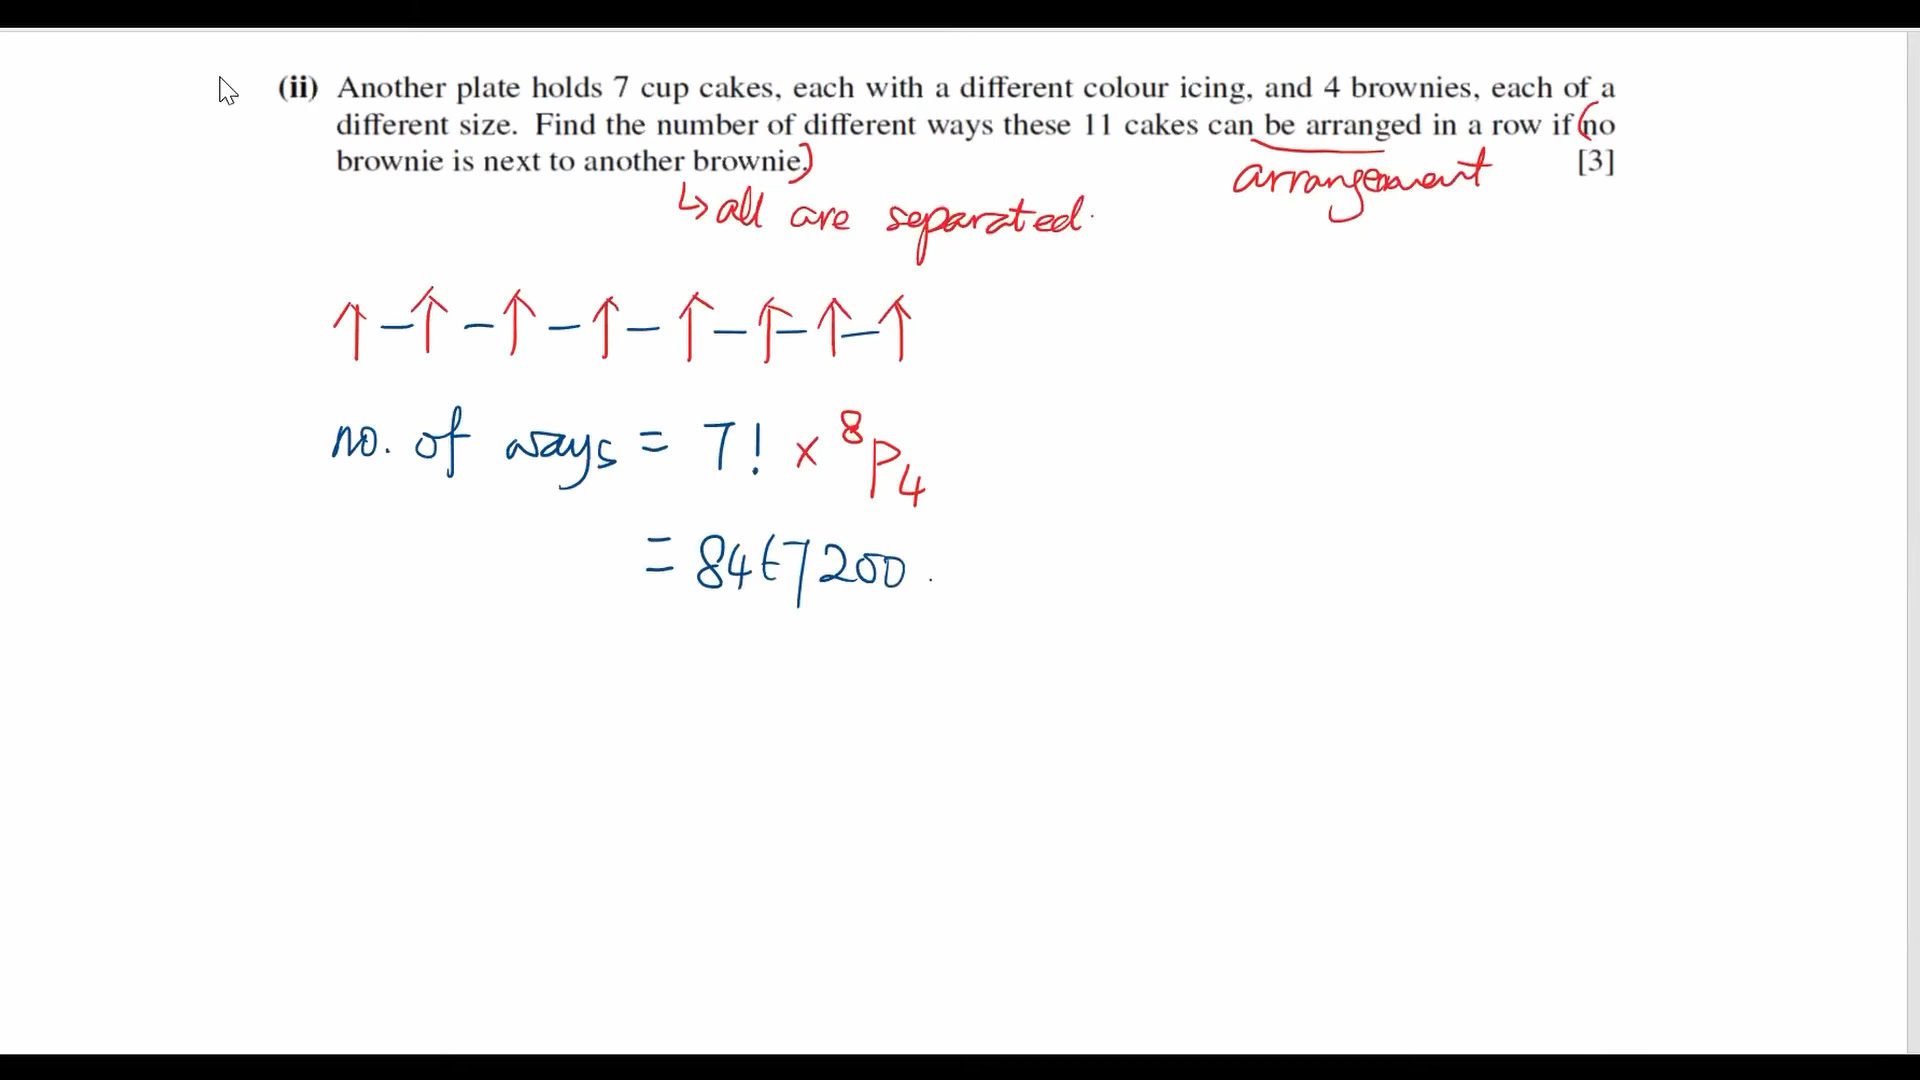 (ii) Another plate holds 7 cup cakes, each with a different colour icing, and 4 brownies, each of a
different size. Find the number of different ways these 11 cakes can be arranged in a row if (no
brownie is next to another brownie.) [3]
arrangement
↳ all are separated.
↑ – ↑ – ↑ – ↑ – ↑ – ↑ – ↑ – ↑
no. of ways = 7! × ⁸P₄
= 8467200.